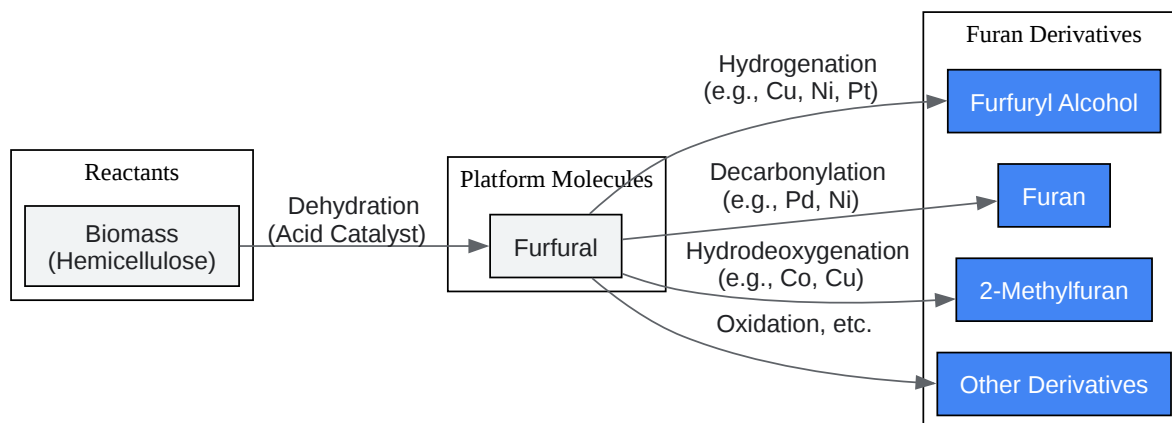 Reactants
Biomass
(Hemicellulose)
Dehydration
(Acid Catalyst)
Platform Molecules
Furfural
Hydrogenation
(e.g., Cu, Ni, Pt)
Decarbonylation
(e.g., Pd, Ni)
Hydrodeoxygenation
(e.g., Co, Cu)
Oxidation, etc.
Furan Derivatives
Furfuryl Alcohol
Furan
2-Methylfuran
Other Derivatives